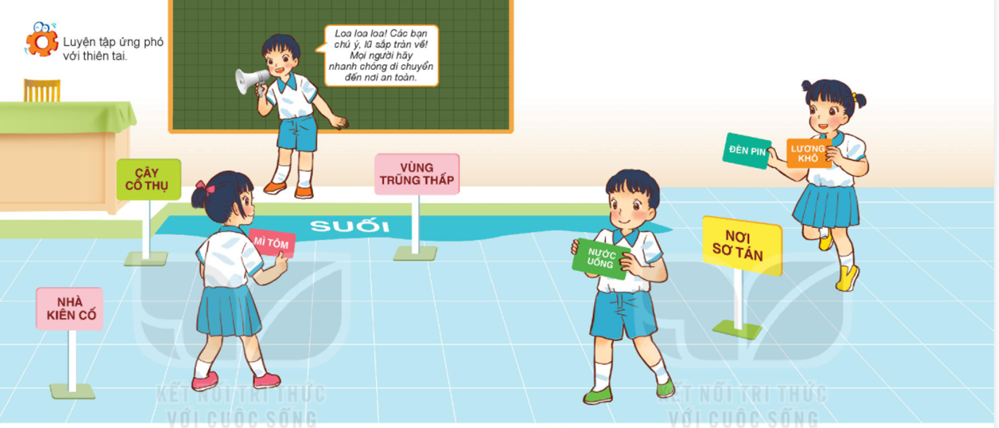 Luyện tập ứng phó
với thiên tai.
Loa loa loa! Các bạn
chú ý, lũ sắp tràn về!
Mọi người hãy
nhanh chóng di chuyển
đến nơi an toàn.
ĐÈN PIN
LƯƠNG
KHÔ
CÂY
CỔ THỤ
VÙNG
TRŨNG THẤP
SUỐI
MÌ TÔM
NƯỚC
UỐNG
NƠI
SƠ TÁN
NHÀ
KIÊN CỐ
KẾT NỐI TRI THỨC
VỚI CUỘC SỐNG
KẾT NỐI TRI THỨC
VỚI CUỘC SỐNG